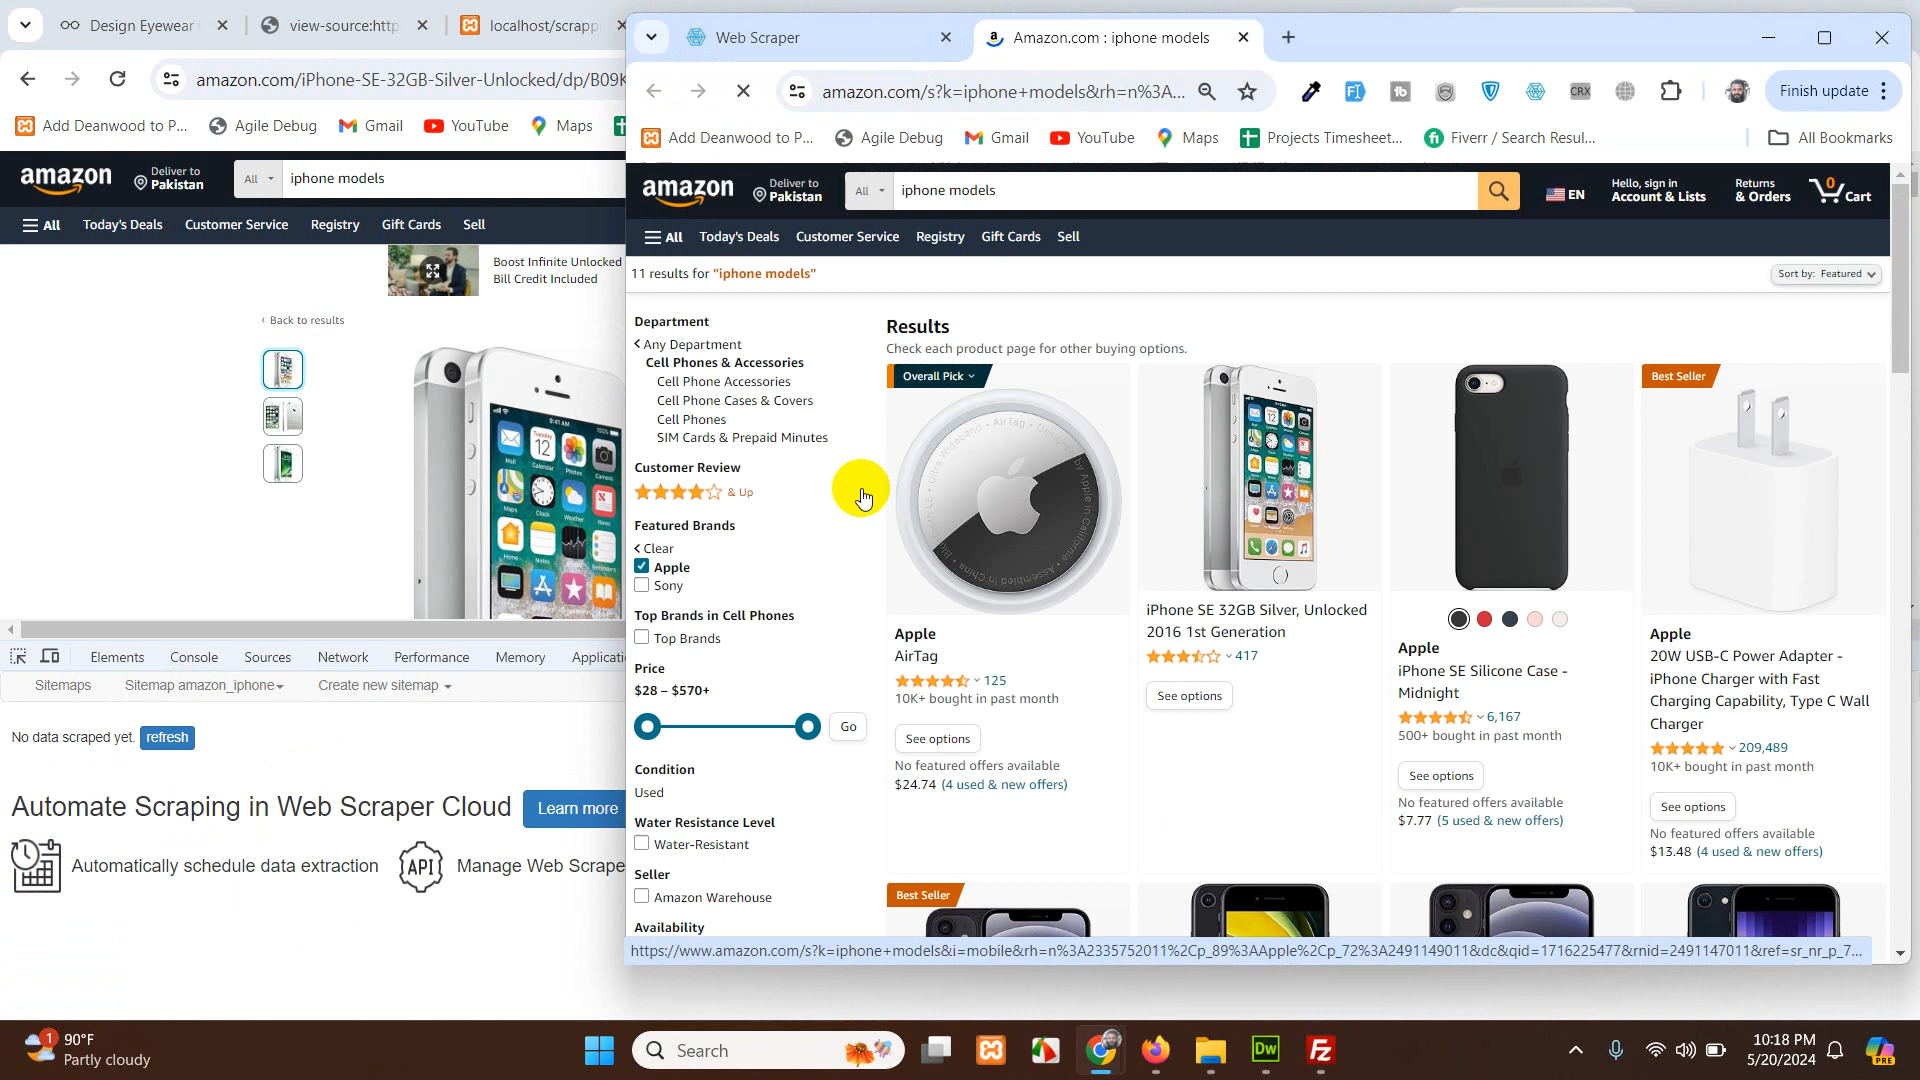 Design Eyewear
view-source:http
localhost/scrapp
amazon.com/iPhone-SE-32GB-Silver-Unlocked/dp/B09K
Add Deanwood to P...
Agile Debug
Gmail
YouTube
Maps
amazon
Deliver to
Pakistan
All
iphone models
All
Today's Deals
Customer Service
Registry
Gift Cards
Sell
Boost Infinite Unlocked
Bill Credit Included
‹ Back to results
Elements
Console
Sources
Network
Performance
Memory
Applicati
Sitemaps
Sitemap amazon_iphone
Create new sitemap
No data scraped yet.
refresh
Automate Scraping in Web Scraper Cloud
Learn more
Automatically schedule data extraction
API
Manage Web Scrape
Web Scraper
Amazon.com : iphone models
amazon.com/s?k=iphone+models&rh=n%3A...
CRX
Finish update
Add Deanwood to P...
Agile Debug
Gmail
YouTube
Maps
Projects Timesheet...
Fiverr / Search Resul...
All Bookmarks
amazon
Deliver to
Pakistan
All
iphone models
EN
Hello, sign in
Account & Lists
Returns
& Orders
0
Cart
All
Today's Deals
Customer Service
Registry
Gift Cards
Sell
11 results for "iphone models"
Sort by: Featured
Department
Any Department
Cell Phones & Accessories
Cell Phone Accessories
Cell Phone Cases & Covers
Cell Phones
SIM Cards & Prepaid Minutes
Customer Review
& Up
Featured Brands
Clear
Apple
Sony
Top Brands in Cell Phones
Top Brands
Price
$28 – $570+
Go
Condition
Used
Water Resistance Level
Water-Resistant
Seller
Amazon Warehouse
Availability
Results
Check each product page for other buying options.
Overall Pick
Apple
AirTag
125
10K+ bought in past month
See options
No featured offers available
$24.74 (4 used & new offers)
iPhone SE 32GB Silver, Unlocked
2016 1st Generation
417
See options
Apple
iPhone SE Silicone Case -
Midnight
6,167
500+ bought in past month
See options
No featured offers available
$7.77 (5 used & new offers)
Best Seller
Apple
20W USB-C Power Adapter -
iPhone Charger with Fast
Charging Capability, Type C Wall
Charger
209,489
10K+ bought in past month
See options
No featured offers available
$13.48 (4 used & new offers)
Best Seller
https://www.amazon.com/s?k=iphone+models&i=mobile&rh=n%3A2335752011%2Cp_89%3AApple%2Cp_72%3A2491149011&dc&qid=1716225477&rnid=2491147011&ref=sr_nr_p_7...
1
90°F
Partly cloudy
Search
Dw
Fz
10:18 PM
5/20/2024
PRE